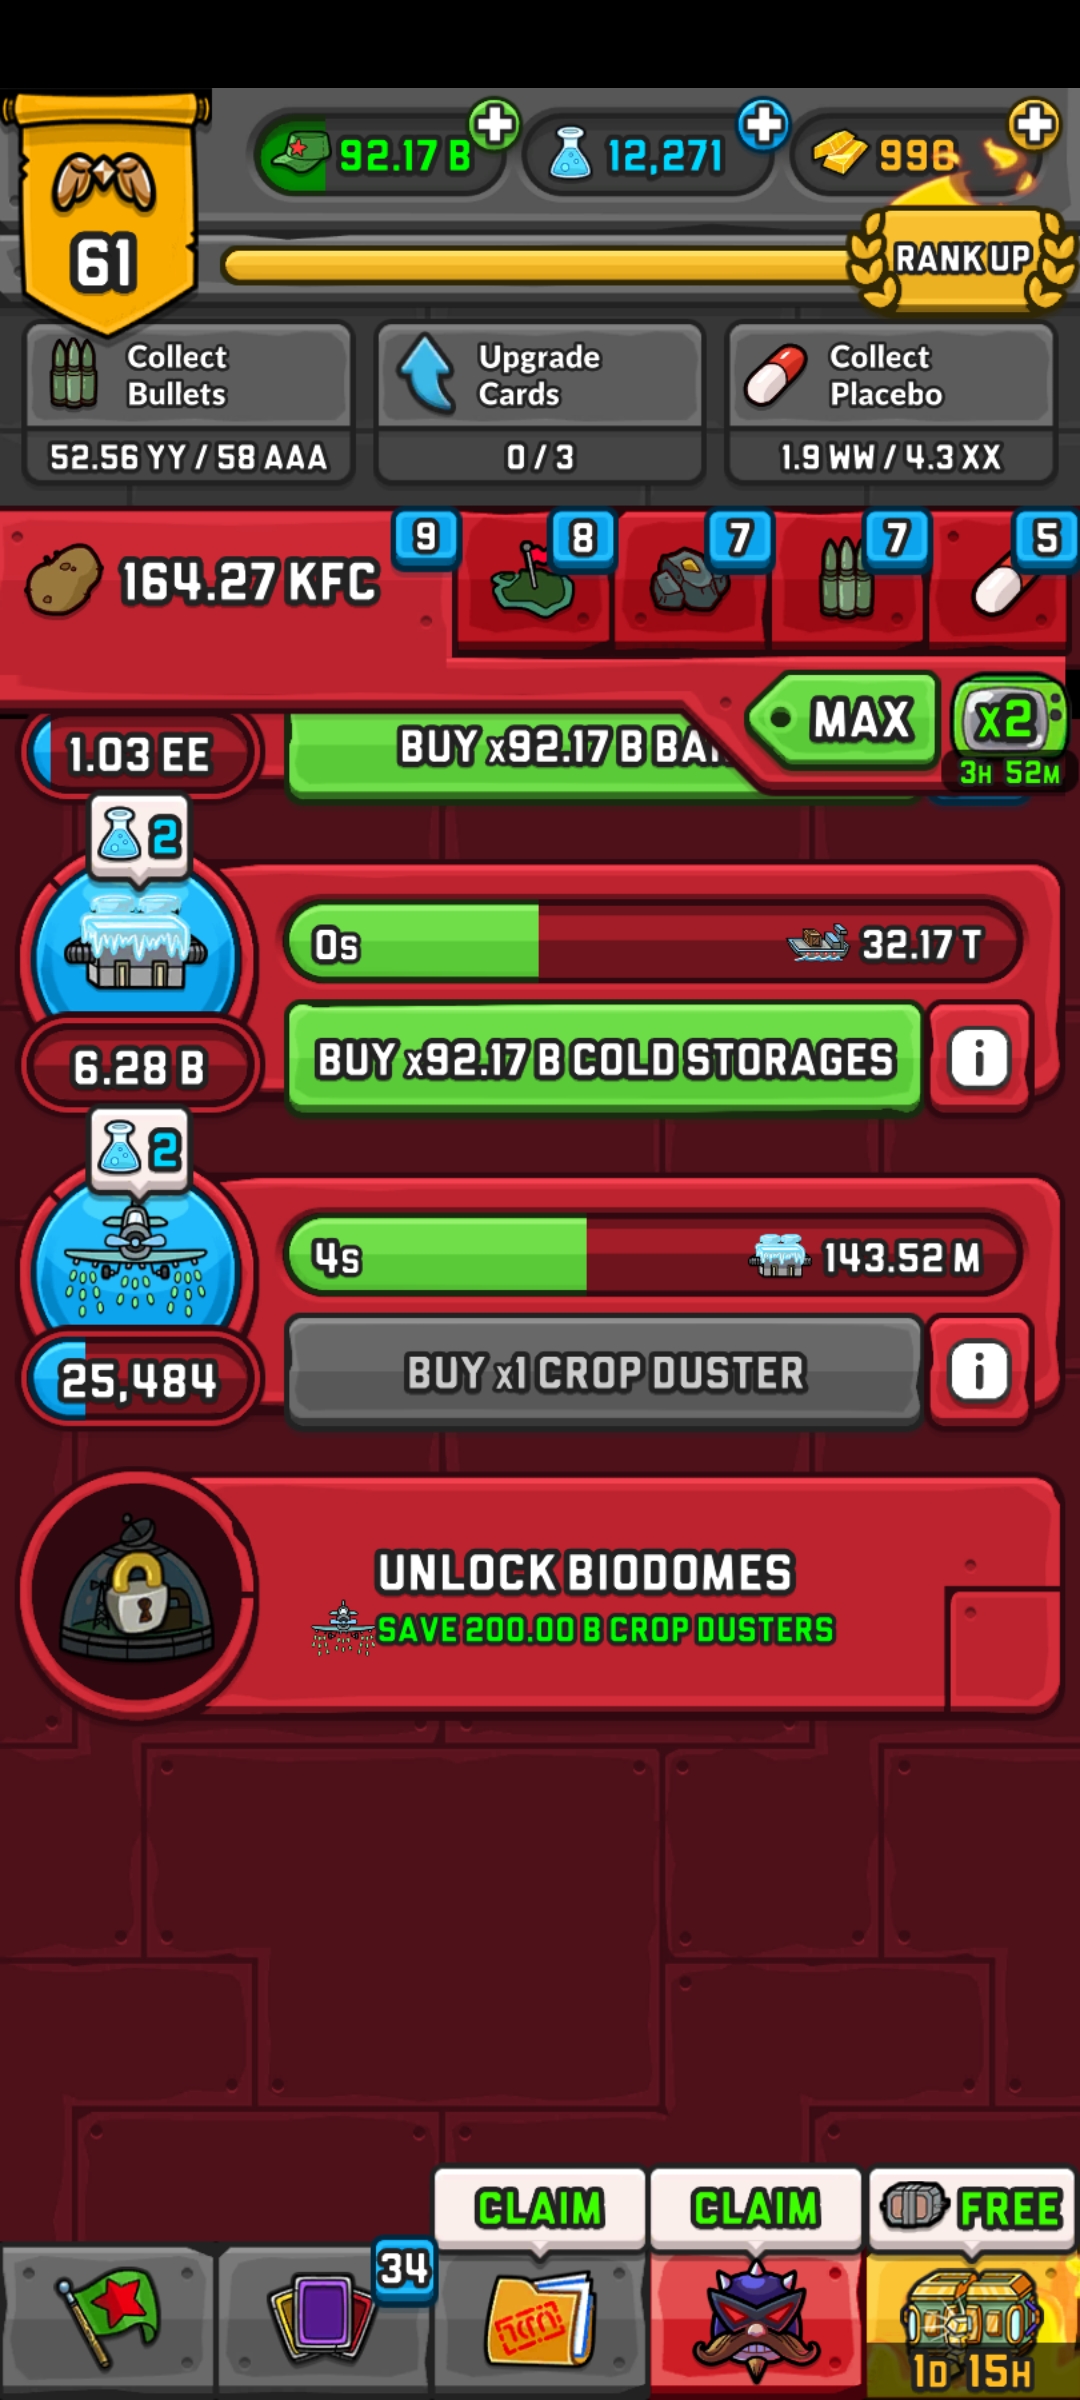 92.17 B
12,271
998
61
RANK UP
Collect
Bullets
52.56 YY / 58 AAA
Upgrade
Cards
0 / 3
Collect
Placebo
1.9 WW / 4.3 XX
164.27 KFC
9
8
7
7
5
MAX
x2
3H 52M
1.03 EE
BUY x92.17 B
2
0s
32.17 T
6.28 B
BUY x92.17 B COLD STORAGES
i
2
4s
143.52 M
25,484
BUY x1 CROP DUSTER
i
UNLOCK BIODOMES
SAVE 200.00 B CROP DUSTERS
CLAIM
CLAIM
FREE
34
1D 15H